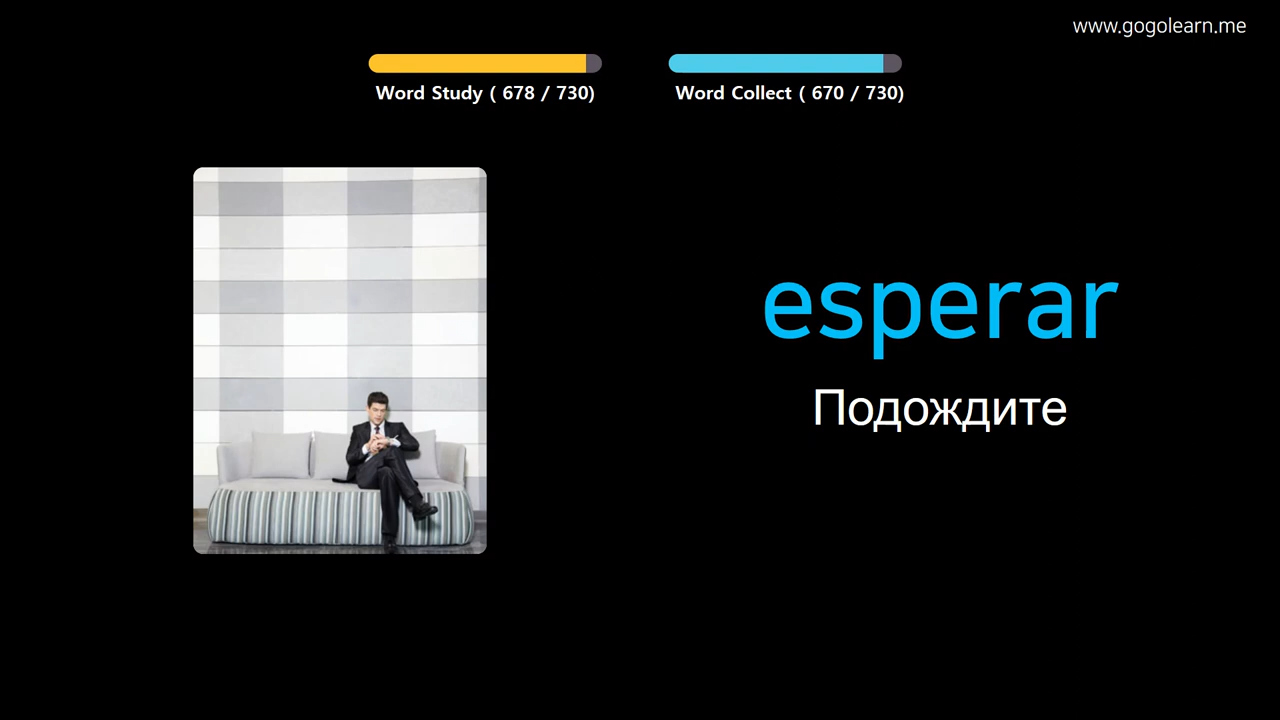 www.gogolearn.me
Word Study ( 678 / 730)
Word Collect ( 670 / 730)
esperar
Подождите